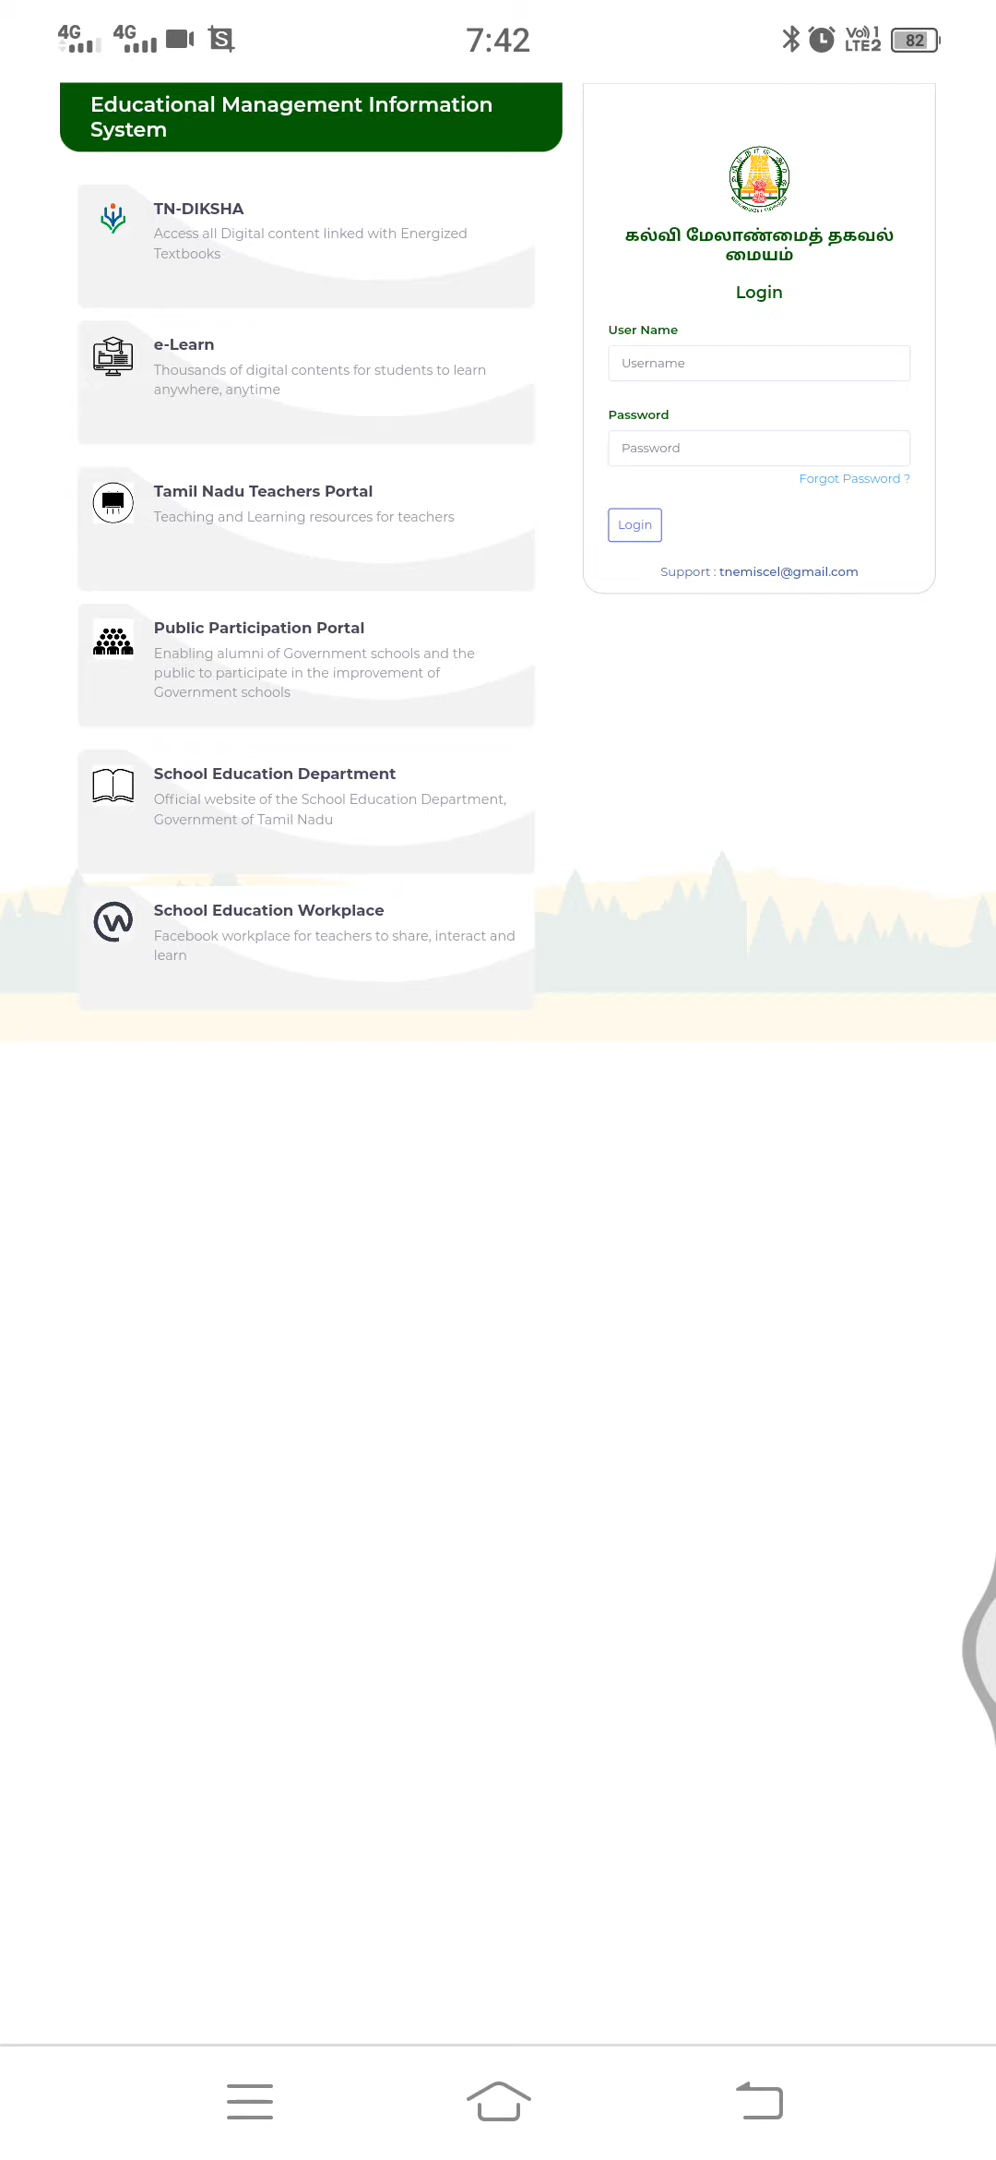 4G 4G 7:42 Vo)) 1 LTE2 82
Educational Management Information
System
TN-DIKSHA
Access all Digital content linked with Energized
Textbooks
e-Learn
Thousands of digital contents for students to learn
anywhere, anytime
Tamil Nadu Teachers Portal
Teaching and Learning resources for teachers
Public Participation Portal
Enabling alumni of Government schools and the
public to participate in the improvement of
Government schools
School Education Department
Official website of the School Education Department,
Government of Tamil Nadu
School Education Workplace
Facebook workplace for teachers to share, interact and
learn
கல்வி மேலாண்மைத் தகவல்
மையம்
Login
User Name
Username
Password
Password
Forgot Password ?
Login
Support : tnemiscel@gmail.com